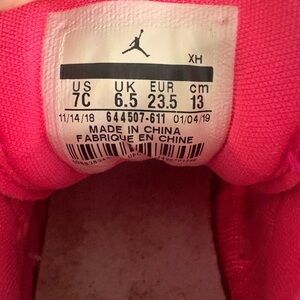 XH
US UK EUR cm
7C 6.5 23.5 13
11/14/18 644507-611 01/04/19
MADE IN CHINA
FABRIQUÉ EN CHINE